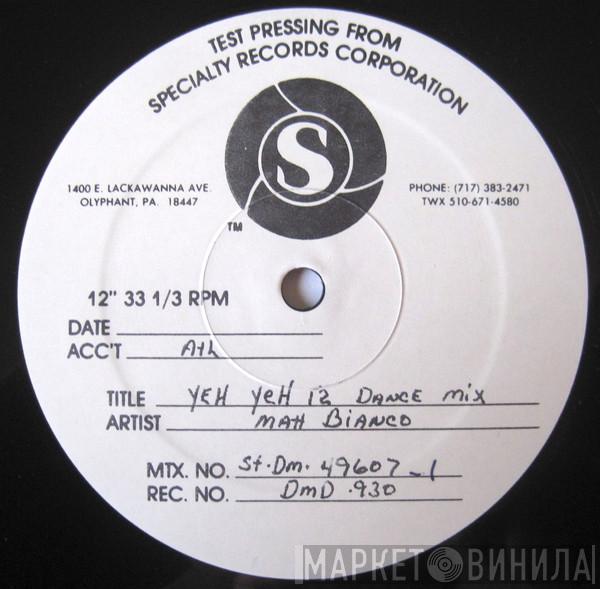 TEST PRESSING FROM
SPECIALTY RECORDS CORPORATION
S
1400 E. LACKAWANNA AVE.
OLYPHANT, PA. 18447
PHONE: (717) 383-2471
TWX 510-671-4580
TM
12" 33 1/3 RPM
DATE
ACC'T Atl
TITLE YEH YEH 12 DANCE mix
ARTIST MAtt BiANCO
MTX. NO. St.Dm. 49607-1
REC. NO. DmD.930
МАРКЕТ ВИНИЛА